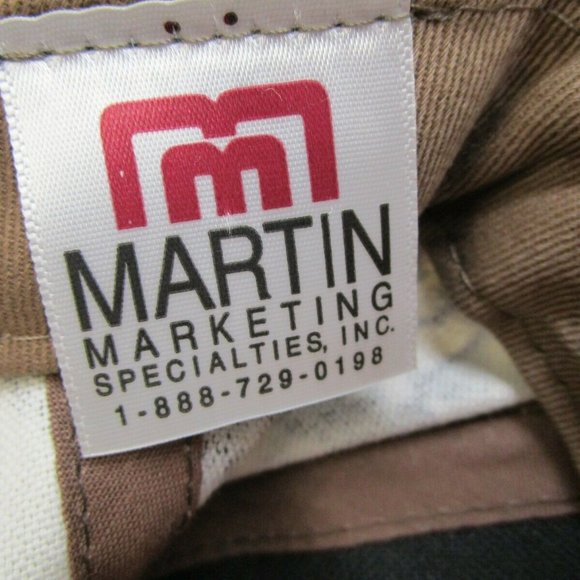 m
m
MARTIN
MARKETING
SPECIALTIES, INC.
1-888-729-0198